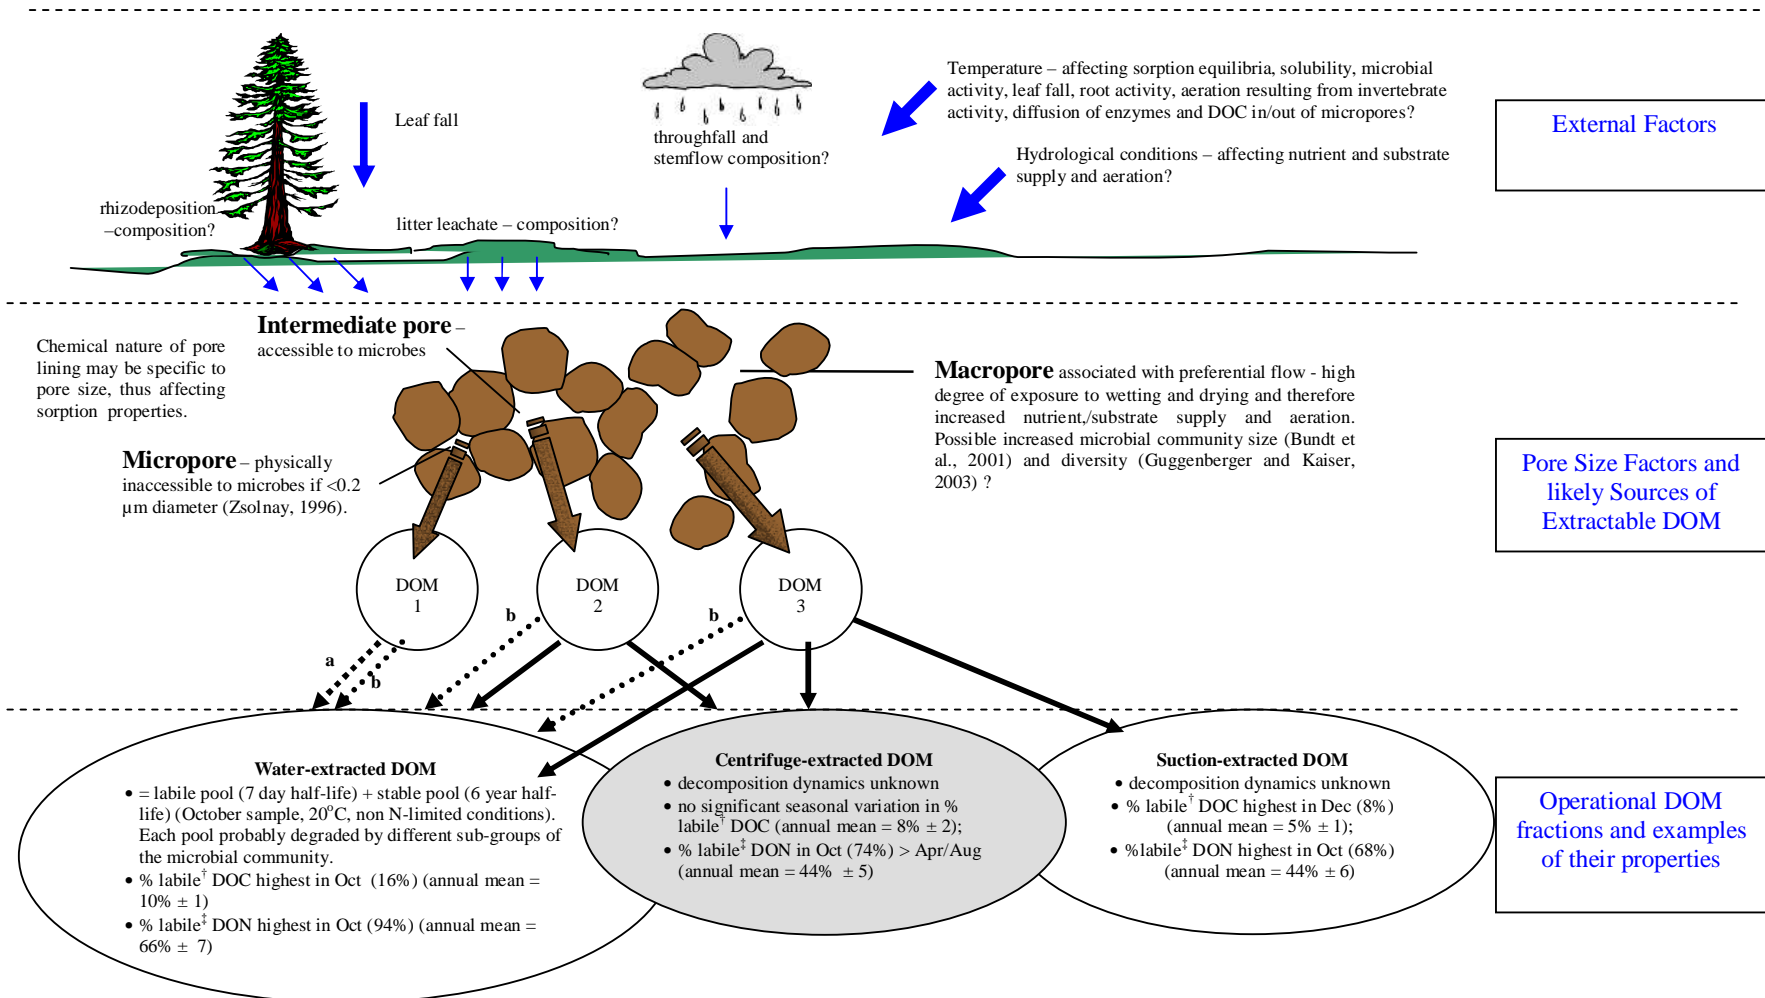 Leaf fall
throughfall and
stemflow composition?
Temperature – affecting sorption equilibria, solubility, microbial
activity, leaf fall, root activity, aeration resulting from invertebrate
activity, diffusion of enzymes and DOC in/out of micropores?
Hydrological conditions – affecting nutrient and substrate
supply and aeration?
External Factors
rhizodeposition
–composition?
litter leachate – composition?
Chemical nature of pore
lining may be specific to
pore size, thus affecting
sorption properties.
Intermediate pore –
accessible to microbes
Micropore – physically
inaccessible to microbes if <0.2
µm diameter (Zsolnay, 1996).
Macropore associated with preferential flow - high
degree of exposure to wetting and drying and therefore
increased nutrient,/substrate supply and aeration.
Possible increased microbial community size (Bundt et
al., 2001) and diversity (Guggenberger and Kaiser,
2003) ?
Pore Size Factors and
likely Sources of
Extractable DOM
DOM
1
DOM
2
DOM
3
a
b
b
b
Water-extracted DOM
• = labile pool (7 day half-life) + stable pool (6 year half-
life) (October sample, 20°C, non N-limited conditions).
Each pool probably degraded by different sub-groups of
the microbial community.
• % labile† DOC highest in Oct (16%) (annual mean =
10% ± 1)
• % labile‡ DON highest in Oct (94%) (annual mean =
66% ± 7)
Centrifuge-extracted DOM
• decomposition dynamics unknown
• no significant seasonal variation in %
labile† DOC (annual mean = 8% ± 2);
• % labile‡ DON in Oct (74%) > Apr/Aug
(annual mean = 44% ± 5)
Suction-extracted DOM
• decomposition dynamics unknown
• % labile† DOC highest in Dec (8%)
(annual mean = 5% ± 1);
• %labile‡ DON highest in Oct (68%)
(annual mean = 44% ± 6)
Operational DOM
fractions and examples
of their properties